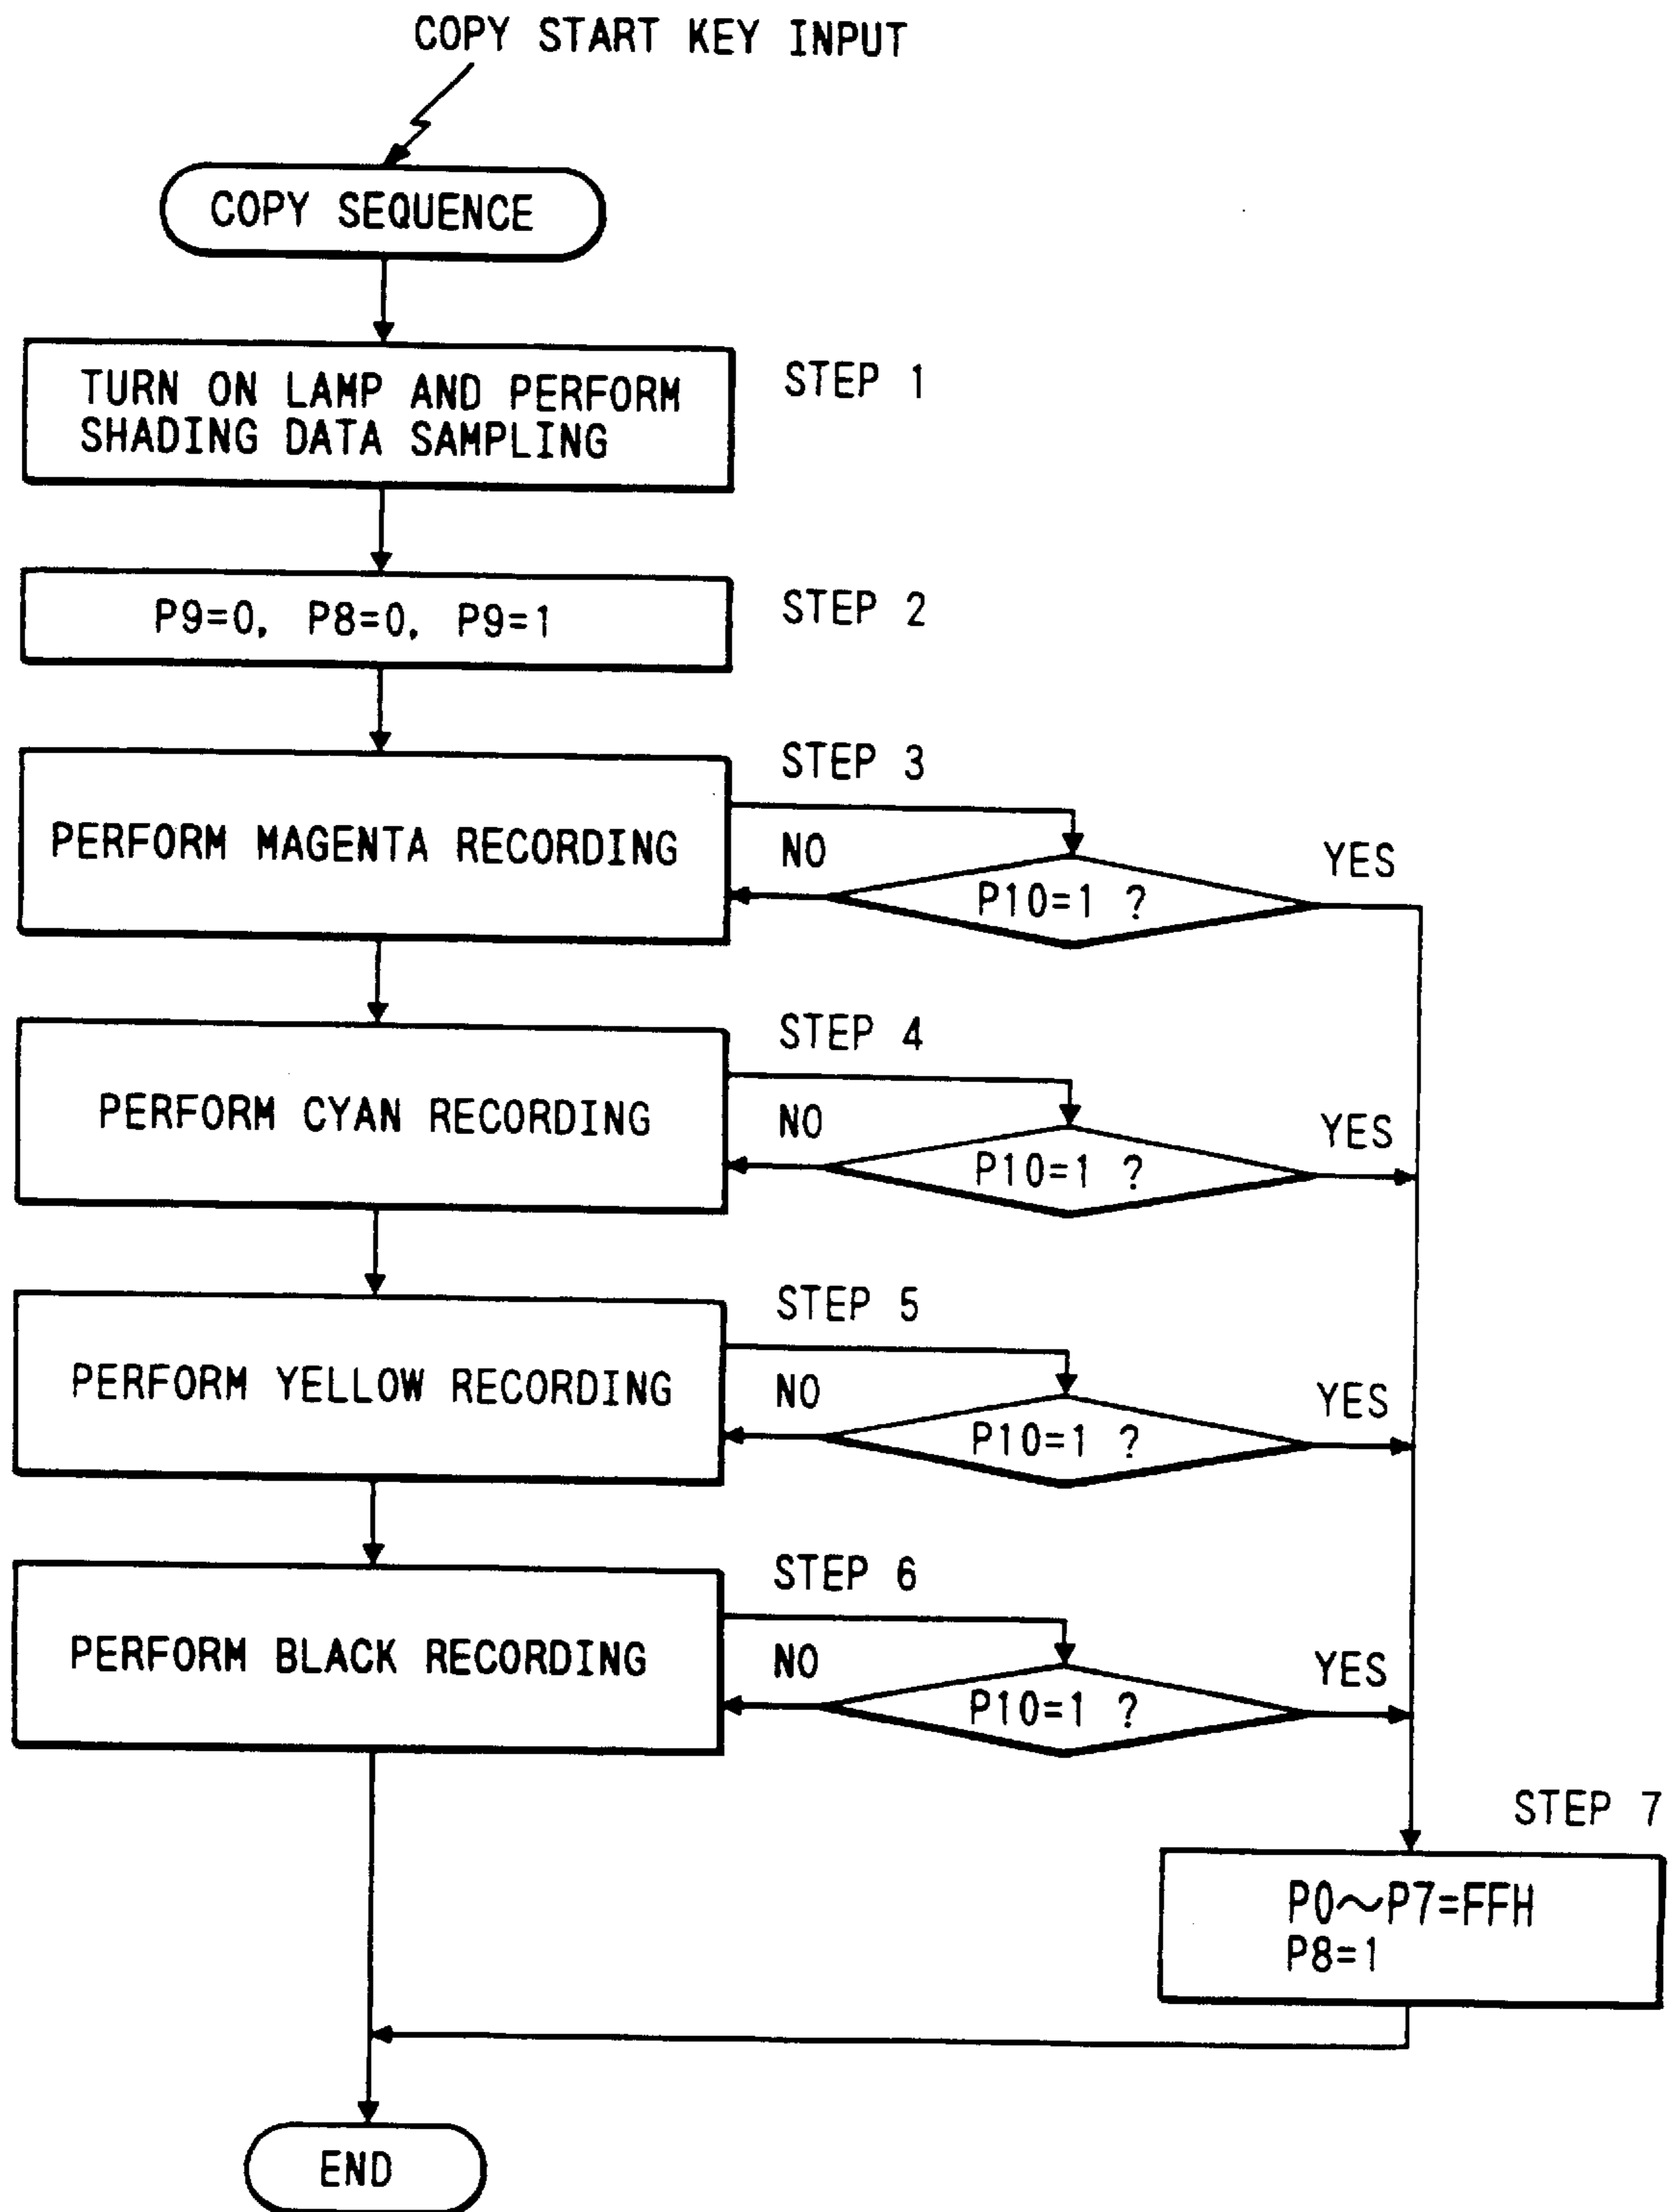 COPY START KEY INPUT
COPY SEQUENCE
TURN ON LAMP AND PERFORM
SHADING DATA SAMPLING
STEP 1
P9=0, P8=0, P9=1
STEP 2
PERFORM MAGENTA RECORDING
STEP 3
NO
P10=1 ?
YES
PERFORM CYAN RECORDING
STEP 4
NO
P10=1 ?
YES
PERFORM YELLOW RECORDING
STEP 5
NO
P10=1 ?
YES
PERFORM BLACK RECORDING
STEP 6
NO
P10=1 ?
YES
STEP 7
P0~P7=FFH
P8=1
END